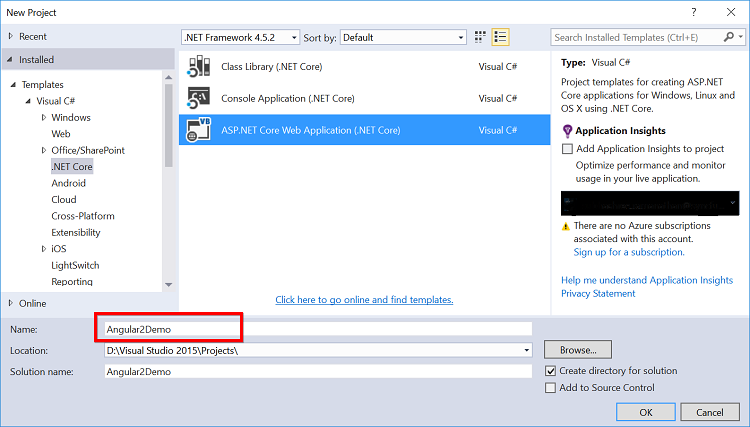 New Project
Recent
.NET Framework 4.5.2
Sort by:
Default
Search Installed Templates (Ctrl+E)
Installed
Templates
Visual C#
Windows
Web
Office/SharePoint
.NET Core
Android
Cloud
Cross-Platform
Extensibility
iOS
LightSwitch
Reporting
Online
Class Library (.NET Core)
Visual C#
Console Application (.NET Core)
Visual C#
VB
ASP.NET Core Web Application (.NET Core)
Visual C#
Click here to go online and find templates.
Type: Visual C#
Project templates for creating ASP.NET
Core applications for Windows, Linux and
OS X using .NET Core.
Application Insights
Add Application Insights to project
Optimize performance and monitor
usage in your live application.
There are no Azure subscriptions
associated with this account.
Sign up for a subscription.
Help me understand Application Insights
Privacy Statement
Name:
Angular2Demo
Location:
D:\Visual Studio 2015\Projects\
Browse...
Solution name:
Angular2Demo
Create directory for solution
Add to Source Control
OK
Cancel